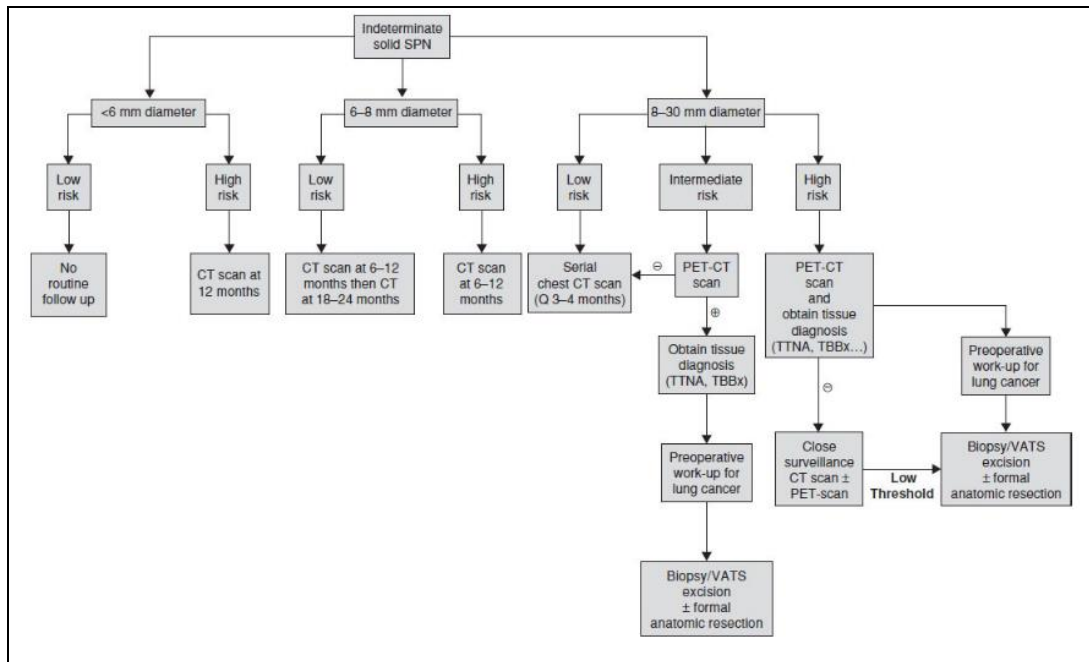 Indeterminate
solid SPN
<6 mm diameter
6–8 mm diameter
8–30 mm diameter
Low
risk
High
risk
Low
risk
High
risk
Low
risk
Intermediate
risk
High
risk
No
routine
follow up
CT scan at
12 months
CT scan at 6–12
months then CT
at 18–24 months
CT scan
at 6–12
months
Serial
chest CT scan
(Q 3–4 months)
⊖
PET-CT
scan
PET-CT
scan
and
obtain tissue
diagnosis
(TTNA, TBBx...)
⊕
Obtain tissue
diagnosis
(TTNA, TBBx)
Preoperative
work-up for
lung cancer
⊖
Preoperative
work-up for
lung cancer
Close
surveillance
CT scan ±
PET-scan
Low
Threshold
Biopsy/VATS
excision
± formal
anatomic resection
Biopsy/VATS
excision
± formal
anatomic resection